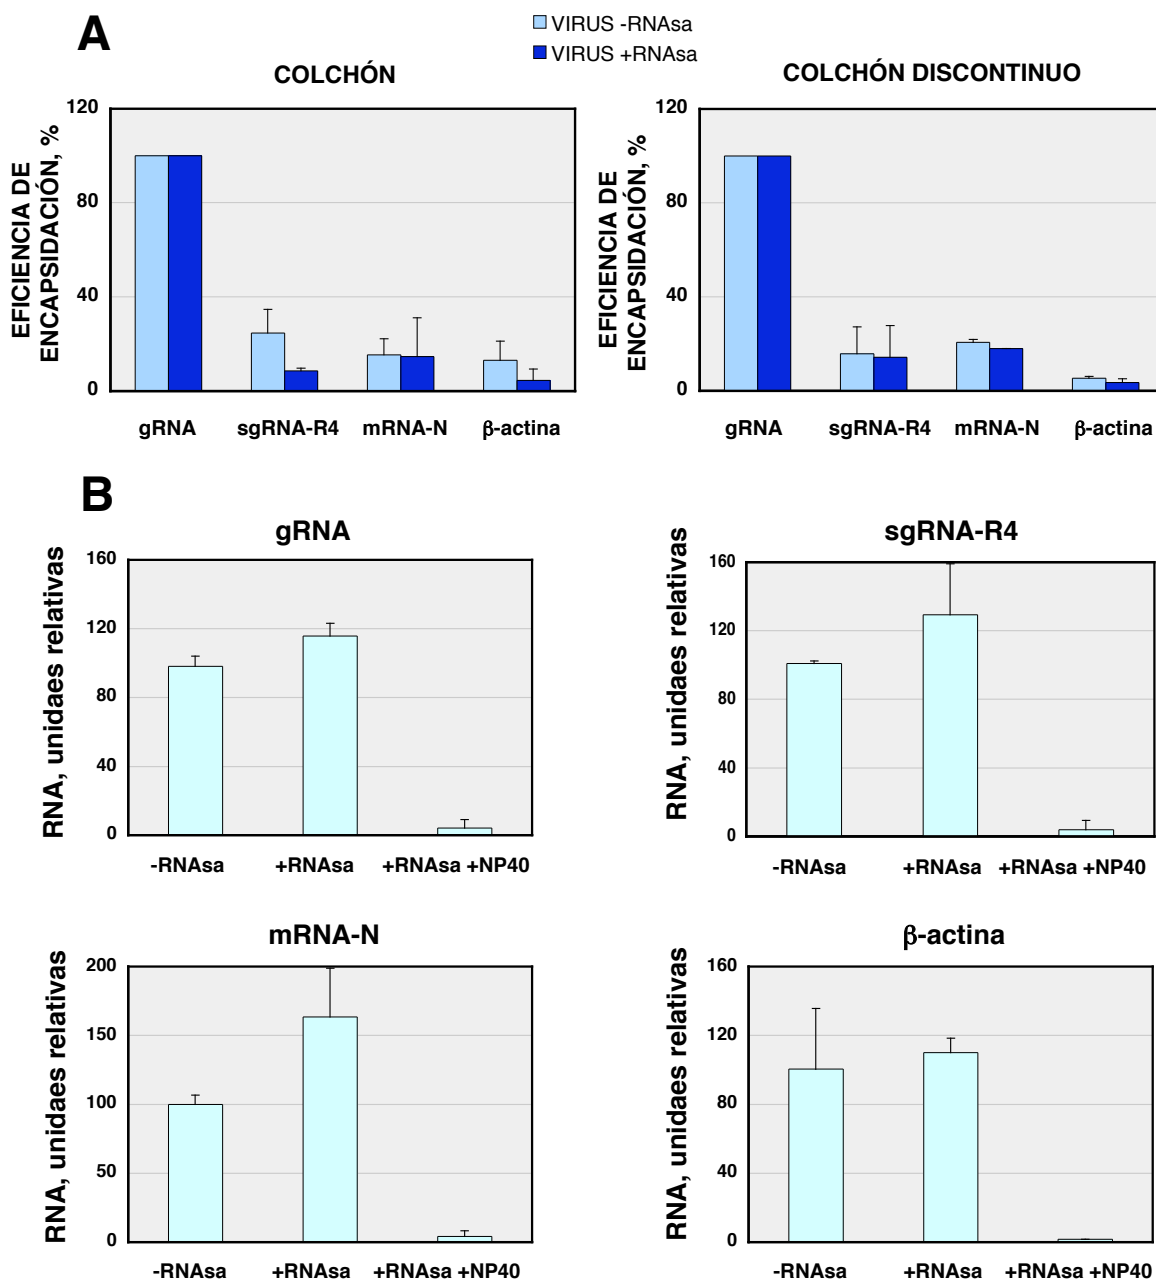 A
VIRUS -RNAsa
VIRUS +RNAsa
COLCHÓN
COLCHÓN DISCONTINUO
EFICIENCIA DE
ENCAPSIDACIÓN, %
120
80
40
0
gRNA sgRNA-R4 mRNA-N β-actina
EFICIENCIA DE
ENCAPSIDACIÓN, %
120
80
40
0
gRNA sgRNA-R4 mRNA-N β-actina
B
gRNA
RNA, unidaes relativas
160
120
80
40
0
-RNAsa +RNAsa +RNAsa +NP40
sgRNA-R4
RNA, unidaes relativas
160
120
80
40
0
-RNAsa +RNAsa +RNAsa +NP40
mRNA-N
RNA, unidaes relativas
200
150
100
50
0
-RNAsa +RNAsa +RNAsa +NP40
β-actina
RNA, unidaes relativas
160
120
80
40
0
-RNAsa +RNAsa +RNAsa +NP40